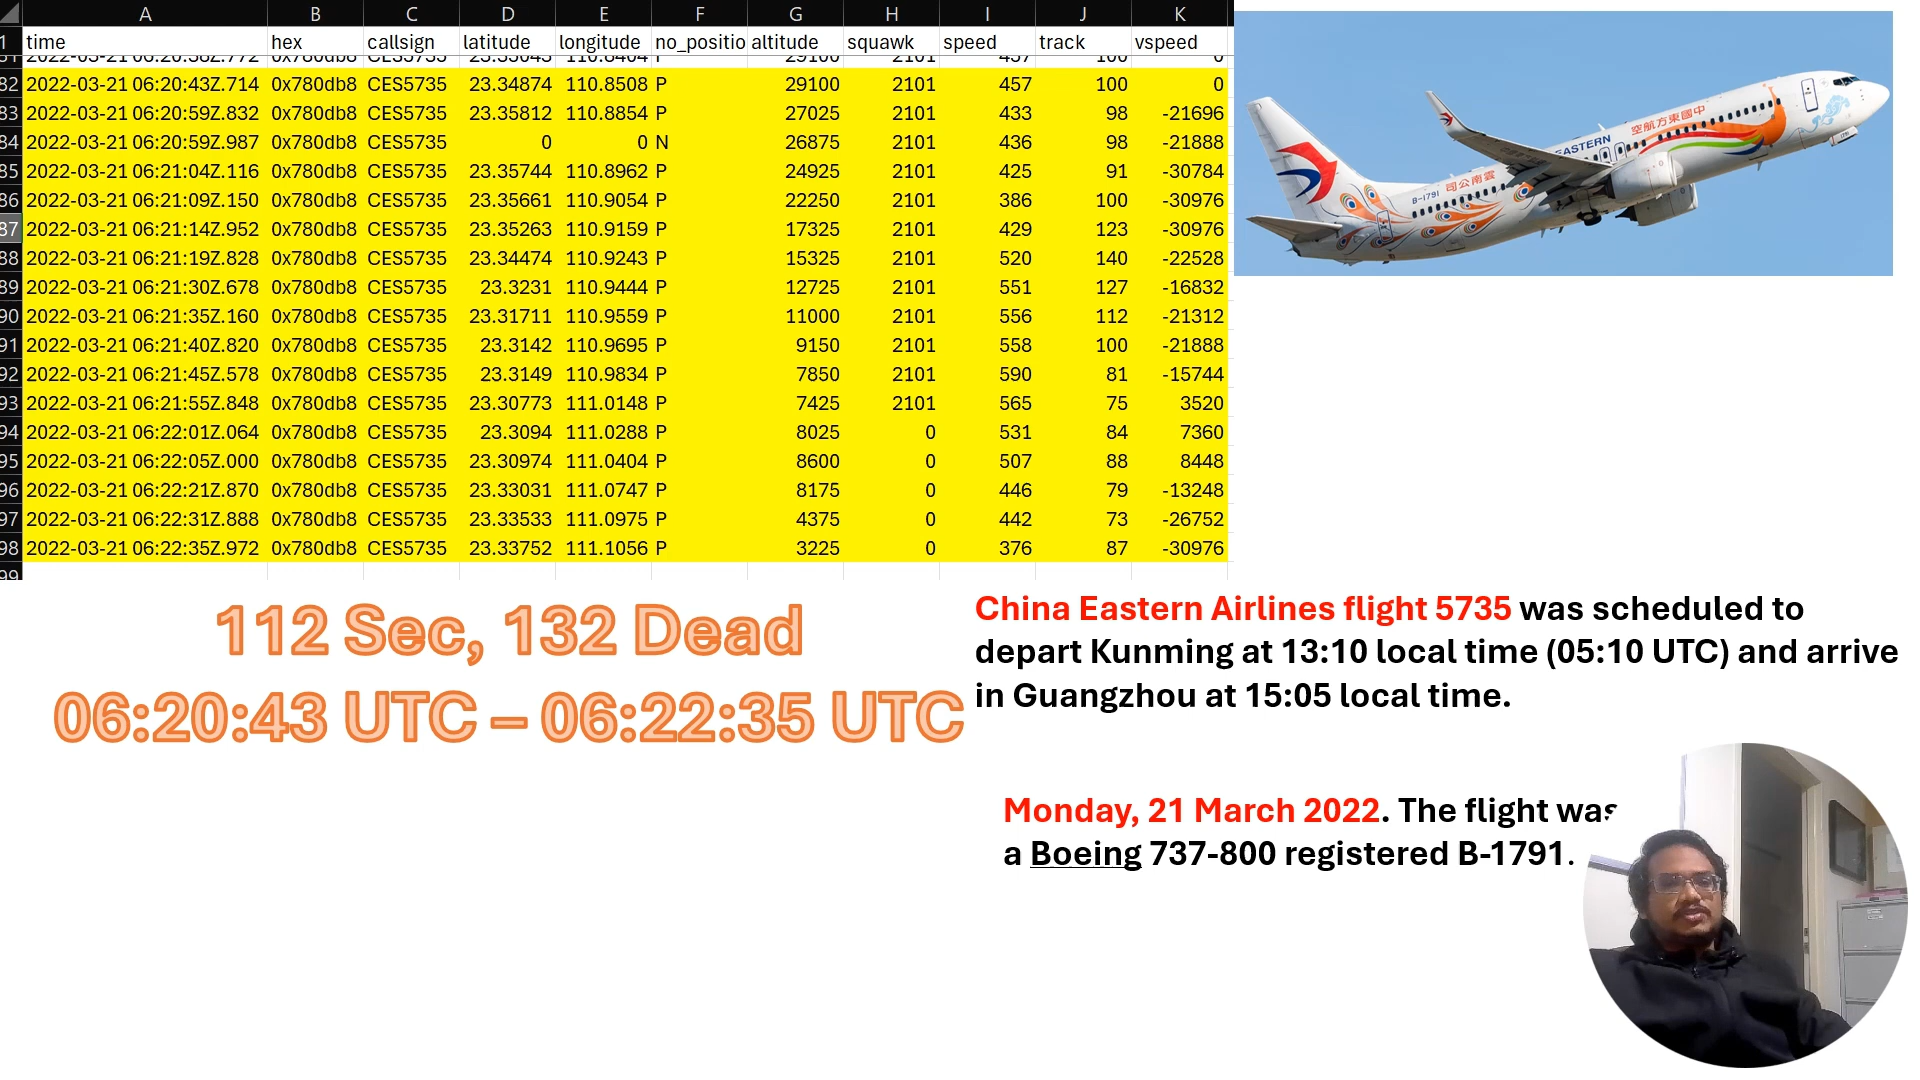 A B C D E F G H I J K
1 time hex callsign latitude longitude no_positio altitude squawk speed track vspeed
82 2022-03-21 06:20:43Z.714 0x780db8 CES5735 23.34874 110.8508 P 29100 2101 457 100 0
83 2022-03-21 06:20:59Z.832 0x780db8 CES5735 23.35812 110.8854 P 27025 2101 433 98 -21696
84 2022-03-21 06:20:59Z.987 0x780db8 CES5735 0 0 N 26875 2101 436 98 -21888
85 2022-03-21 06:21:04Z.116 0x780db8 CES5735 23.35744 110.8962 P 24925 2101 425 91 -30784
86 2022-03-21 06:21:09Z.150 0x780db8 CES5735 23.35661 110.9054 P 22250 2101 386 100 -30976
87 2022-03-21 06:21:14Z.952 0x780db8 CES5735 23.35263 110.9159 P 17325 2101 429 123 -30976
88 2022-03-21 06:21:19Z.828 0x780db8 CES5735 23.34474 110.9243 P 15325 2101 520 140 -22528
89 2022-03-21 06:21:30Z.678 0x780db8 CES5735 23.3231 110.9444 P 12725 2101 551 127 -16832
90 2022-03-21 06:21:35Z.160 0x780db8 CES5735 23.31711 110.9559 P 11000 2101 556 112 -21312
91 2022-03-21 06:21:40Z.820 0x780db8 CES5735 23.3142 110.9695 P 9150 2101 558 100 -21888
92 2022-03-21 06:21:45Z.578 0x780db8 CES5735 23.3149 110.9834 P 7850 2101 590 81 -15744
93 2022-03-21 06:21:55Z.848 0x780db8 CES5735 23.30773 111.0148 P 7425 2101 565 75 3520
94 2022-03-21 06:22:01Z.064 0x780db8 CES5735 23.3094 111.0288 P 8025 0 531 84 7360
95 2022-03-21 06:22:05Z.000 0x780db8 CES5735 23.30974 111.0404 P 8600 0 507 88 8448
96 2022-03-21 06:22:21Z.870 0x780db8 CES5735 23.33031 111.0747 P 8175 0 446 79 -13248
97 2022-03-21 06:22:31Z.888 0x780db8 CES5735 23.33533 111.0975 P 4375 0 442 73 -26752
98 2022-03-21 06:22:35Z.972 0x780db8 CES5735 23.33752 111.1056 P 3225 0 376 87 -30976
空航方東國中
EASTERN
司公南雲
B-1791
112 Sec, 132 Dead
06:20:43 UTC – 06:22:35 UTC
China Eastern Airlines flight 5735 was scheduled to
depart Kunming at 13:10 local time (05:10 UTC) and arrive
in Guangzhou at 15:05 local time.
Monday, 21 March 2022. The flight was
a Boeing 737-800 registered B-1791.